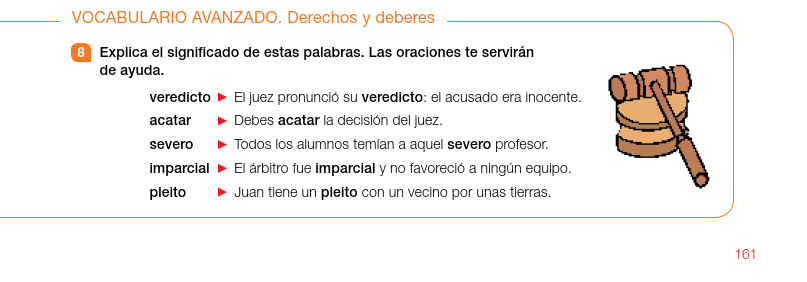 VOCABULARIO AVANZADO. Derechos y deberes
8 Explica el significado de estas palabras. Las oraciones te servirán
de ayuda.
veredicto ► El juez pronunció su veredicto: el acusado era inocente.
acatar ► Debes acatar la decisión del juez.
severo ► Todos los alumnos temían a aquel severo profesor.
imparcial ► El árbitro fue imparcial y no favoreció a ningún equipo.
pleito ► Juan tiene un pleito con un vecino por unas tierras.
161